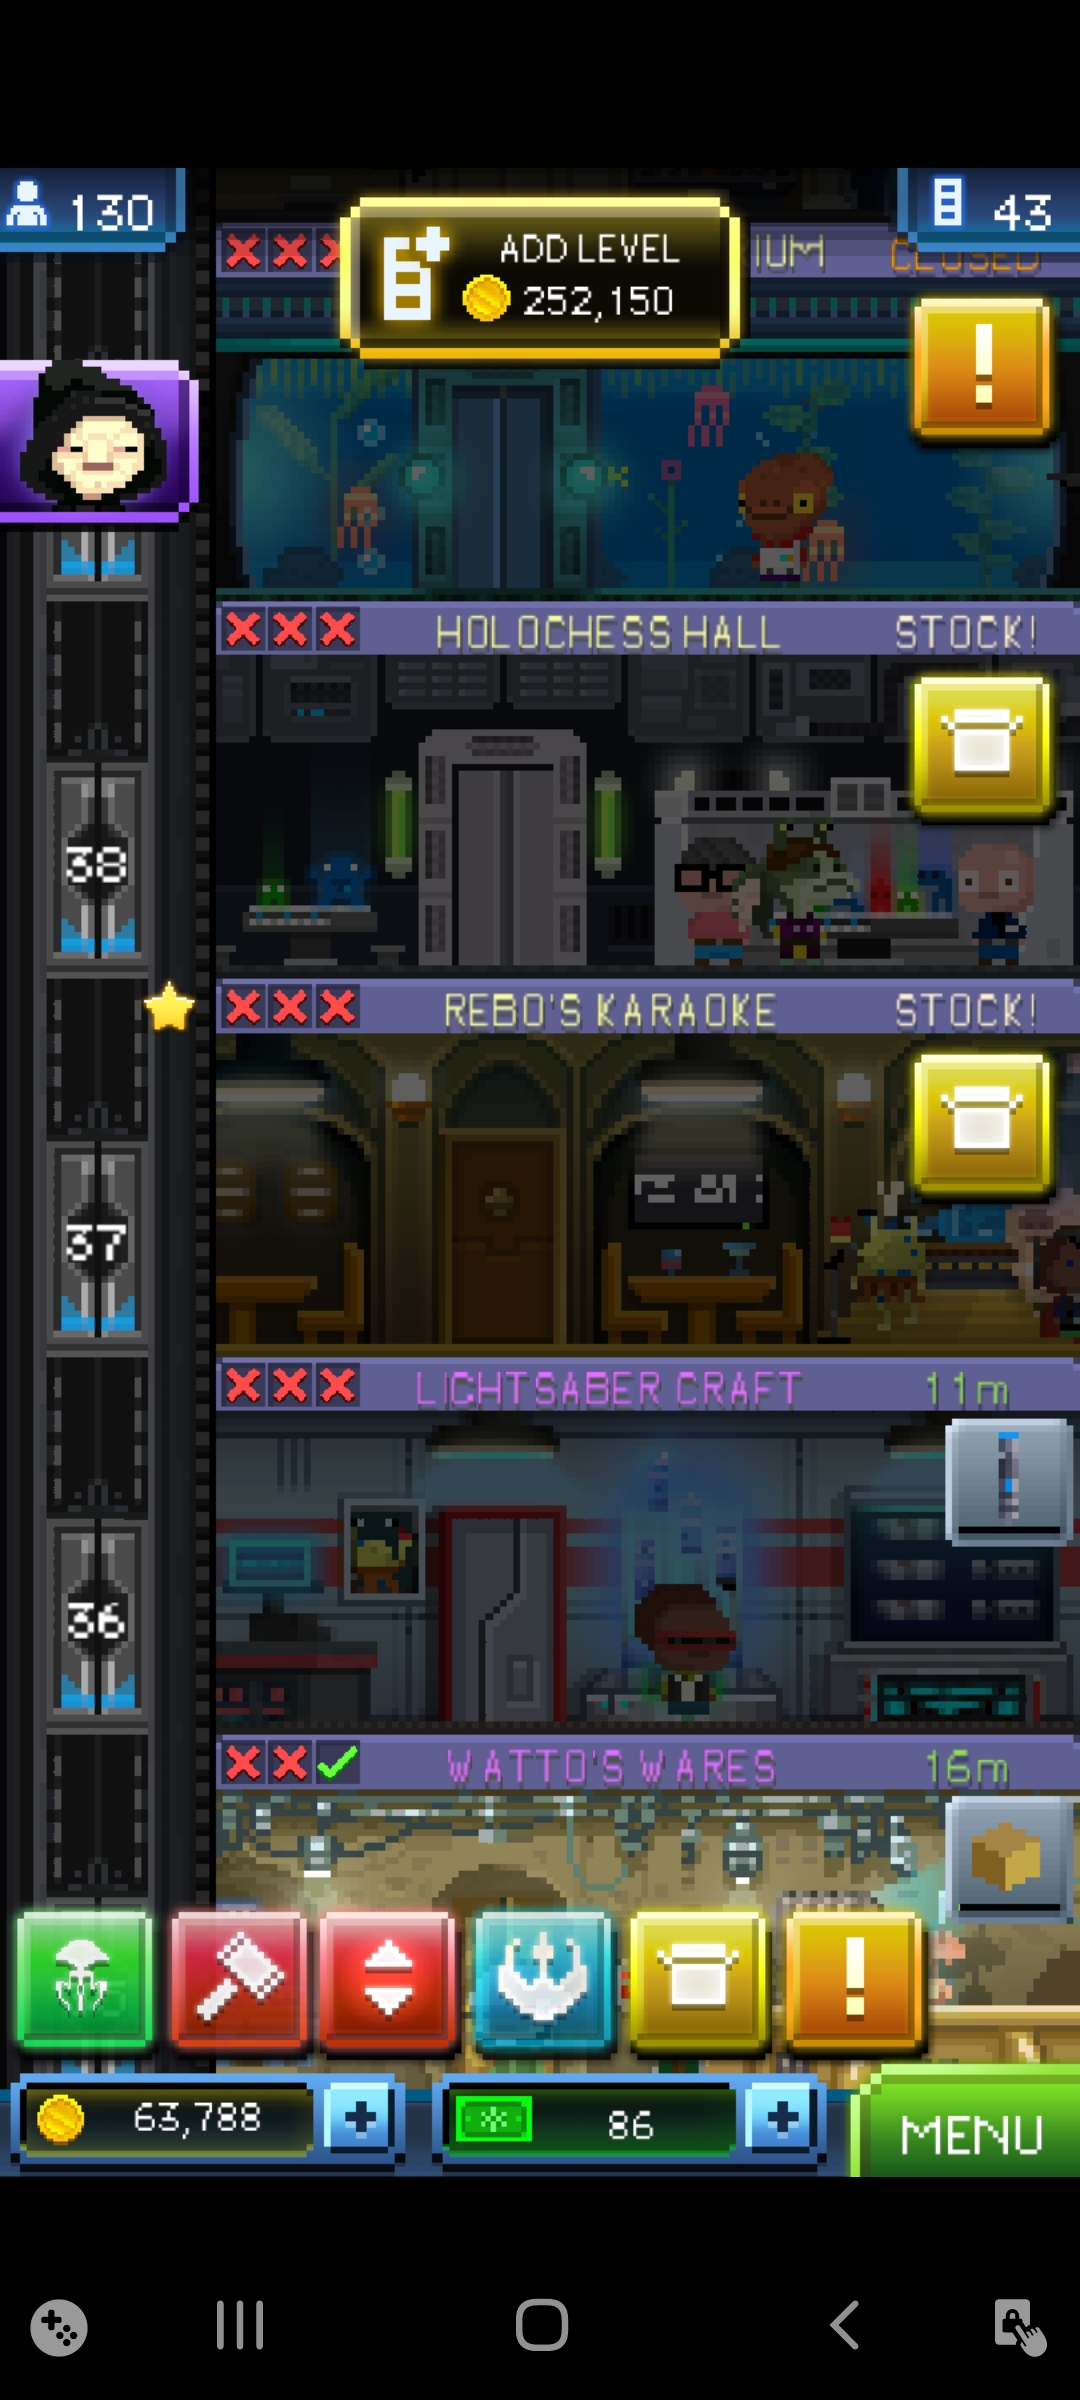 130
43
ADD LEVEL
252,150
IUM CLOSED
HOLOCHESS HALL STOCK!
38
REBO'S KARAOKE STOCK!
37
LIGHTSABER CRAFT 11m
36
WATTO'S WARES 16m
63,788
86
MENU